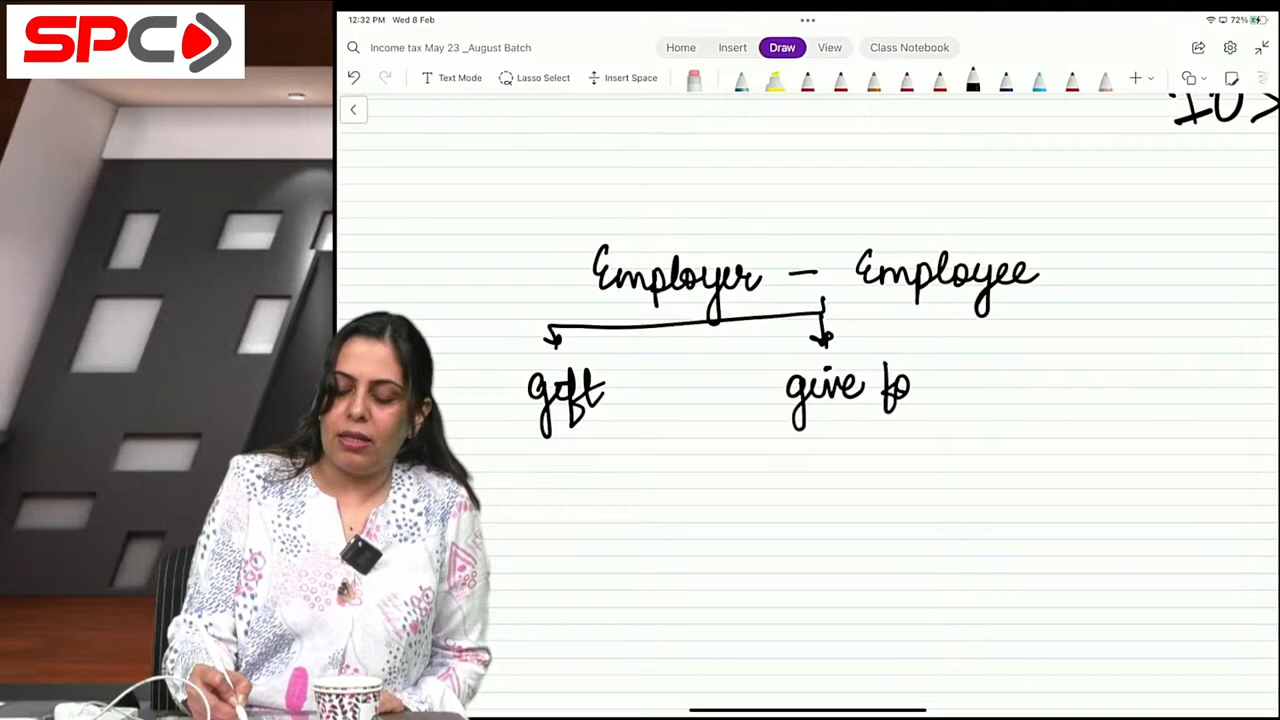 SPC
12:32 PM Wed 8 Feb
72%
Income tax May 23 _August Batch
Home Insert Draw View Class Notebook
Text Mode Lasso Select Insert Space
Employer - Employee
gift give fo